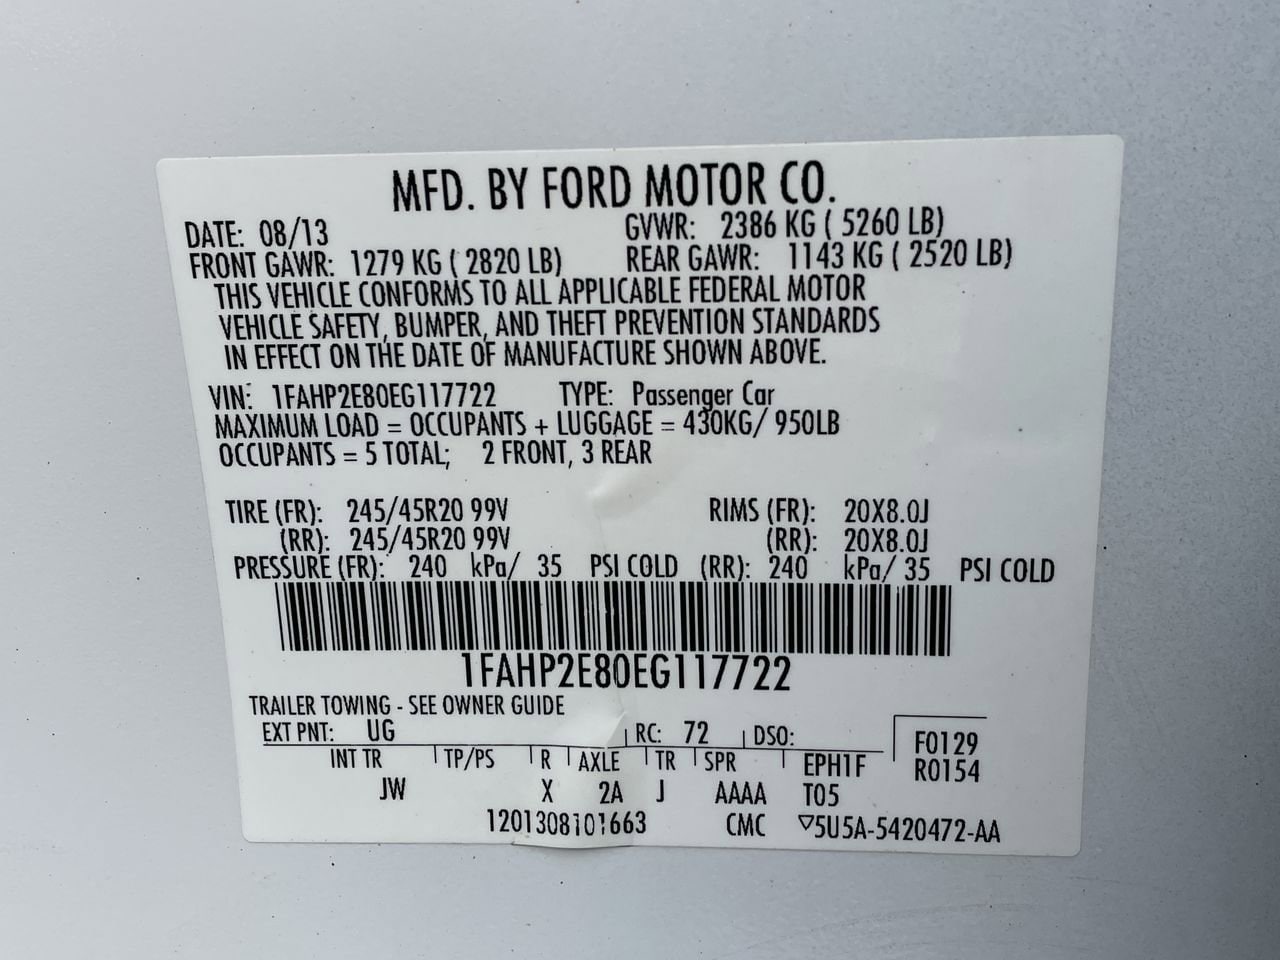 MFD. BY FORD MOTOR CO.
DATE: 08/13 GVWR: 2386 KG ( 5260 LB)
FRONT GAWR: 1279 KG ( 2820 LB) REAR GAWR: 1143 KG ( 2520 LB)
THIS VEHICLE CONFORMS TO ALL APPLICABLE FEDERAL MOTOR
VEHICLE SAFETY, BUMPER, AND THEFT PREVENTION STANDARDS
IN EFFECT ON THE DATE OF MANUFACTURE SHOWN ABOVE.
VIN: 1FAHP2E80EG117722 TYPE: Passenger Car
MAXIMUM LOAD = OCCUPANTS + LUGGAGE = 430KG/ 950LB
OCCUPANTS = 5 TOTAL; 2 FRONT, 3 REAR
TIRE (FR): 245/45R20 99V RIMS (FR): 20X8.0J
(RR): 245/45R20 99V (RR): 20X8.0J
PRESSURE (FR): 240 kPa/ 35 PSI COLD (RR): 240 kPa/ 35 PSI COLD
1FAHP2E80EG117722
TRAILER TOWING - SEE OWNER GUIDE
EXT PNT: UG RC: 72 DSO: F0129
INT TR TP/PS R AXLE TR SPR EPH1F R0154
JW X 2A J AAAA T05
1201308101663 CMC ▽5U5A-5420472-AA